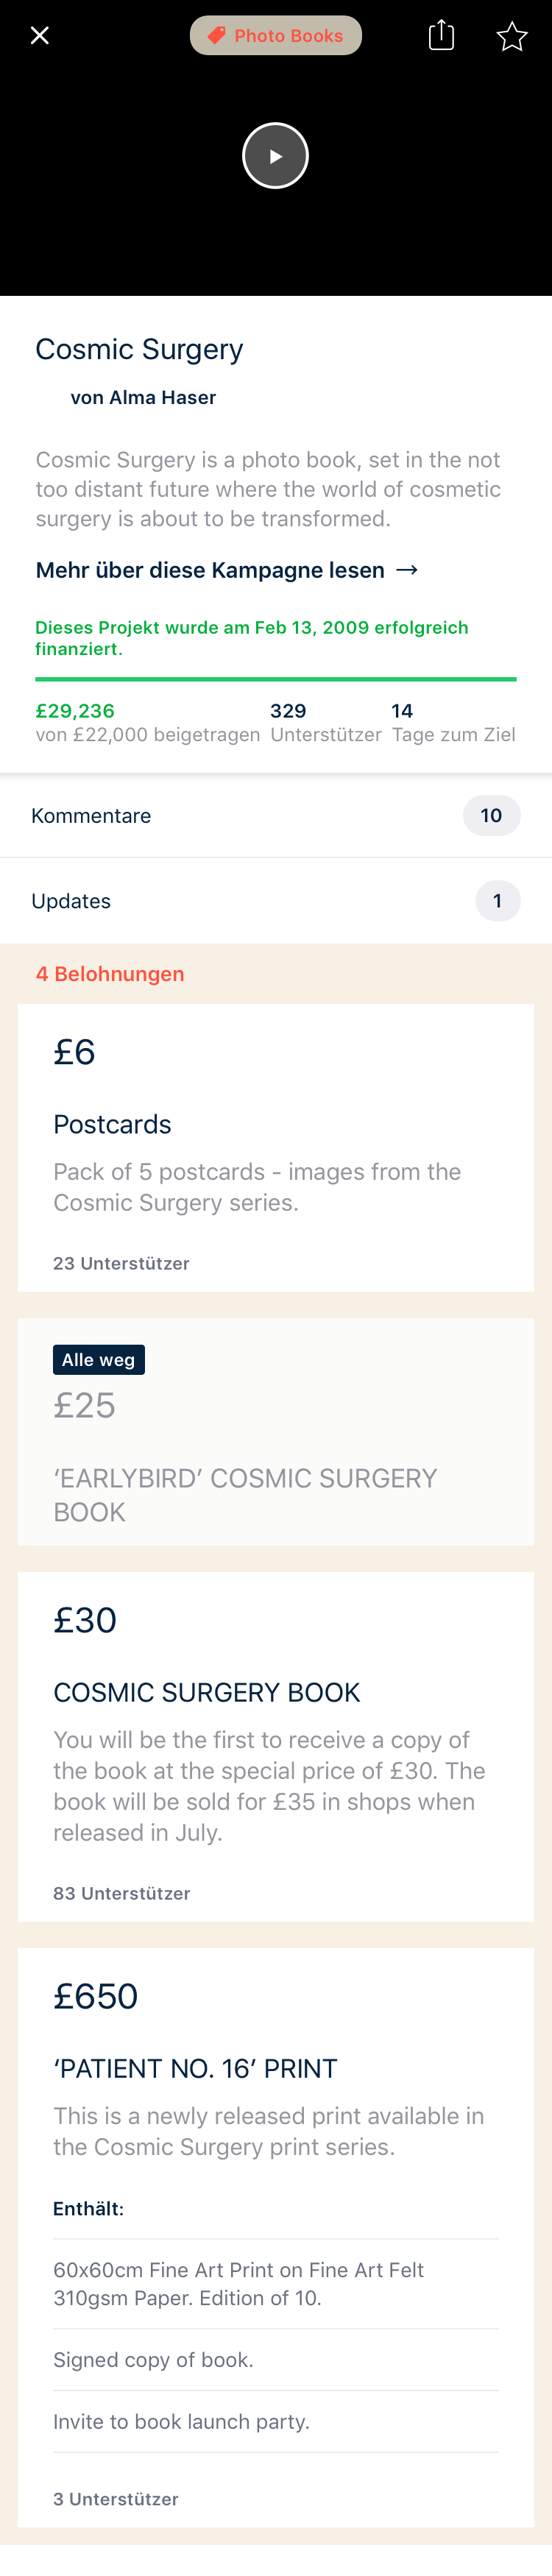 Photo Books
Cosmic Surgery
von Alma Haser
Cosmic Surgery is a photo book, set in the not
too distant future where the world of cosmetic
surgery is about to be transformed.
Mehr über diese Kampagne lesen →
Dieses Projekt wurde am Feb 13, 2009 erfolgreich
finanziert.
£29,236 329 14
von £22,000 beigetragen Unterstützer Tage zum Ziel
Kommentare 10
Updates 1
4 Belohnungen
£6
Postcards
Pack of 5 postcards - images from the
Cosmic Surgery series.
23 Unterstützer
Alle weg
£25
‘EARLYBIRD’ COSMIC SURGERY
BOOK
£30
COSMIC SURGERY BOOK
You will be the first to receive a copy of
the book at the special price of £30. The
book will be sold for £35 in shops when
released in July.
83 Unterstützer
£650
‘PATIENT NO. 16’ PRINT
This is a newly released print available in
the Cosmic Surgery print series.
Enthält:
60x60cm Fine Art Print on Fine Art Felt
310gsm Paper. Edition of 10.
Signed copy of book.
Invite to book launch party.
3 Unterstützer